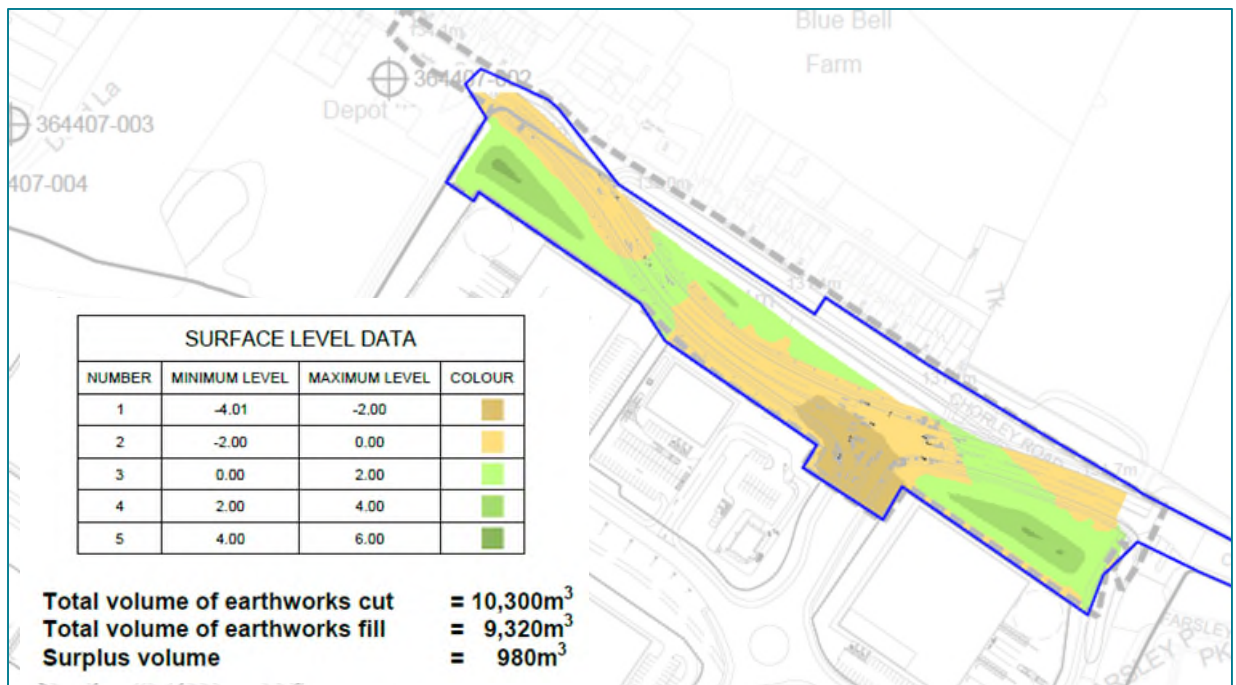 Blue Bell
Farm
364407-002
Depot
364407-003
407-004
CHORLEY ROAD
Tk
FARSLEY P
FARSLEY
PK
SURFACE LEVEL DATA
NUMBER MINIMUM LEVEL MAXIMUM LEVEL COLOUR
1 -4.01 -2.00
2 -2.00 0.00
3 0.00 2.00
4 2.00 4.00
5 4.00 6.00
Total volume of earthworks cut = 10,300m³
Total volume of earthworks fill = 9,320m³
Surplus volume = 980m³